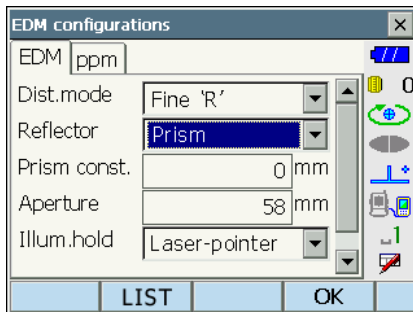 EDM configurations
EDM ppm
Dist.mode Fine 'R'
0
Reflector Prism
Prism const. 0 mm
Aperture 58 mm
Illum.hold Laser-pointer
1
LIST OK